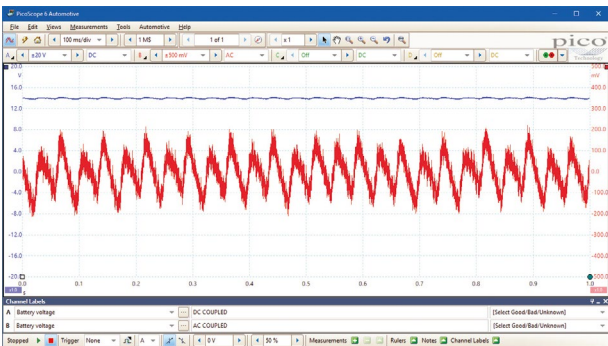 PicoScope 6 Automotive
File Edit Views Measurements Tools Automotive Help
100 ms/div 1 MS 1 of 1 x 1
pico
Technology
A ±20 V DC B ±500 mV AC C Off DC D Off DC
20.0 500.0
V mV
16.0 400.0
12.0 300.0
8.0 200.0
4.0 100.0
0.0 0.0
-4.0 -100.0
-8.0 -200.0
-12.0 -300.0
-16.0 -400.0
-20.0 -500.0
0.0 0.1 0.2 0.3 0.4 0.5 0.6 0.7 0.8 0.9 1.0
s
Channel Labels
A Battery voltage DC COUPLED [Select Good/Bad/Unknown]
B Battery voltage AC COUPLED [Select Good/Bad/Unknown]
Stopped Trigger None A 0 V 50 % Measurements Rulers Notes Channel Labels